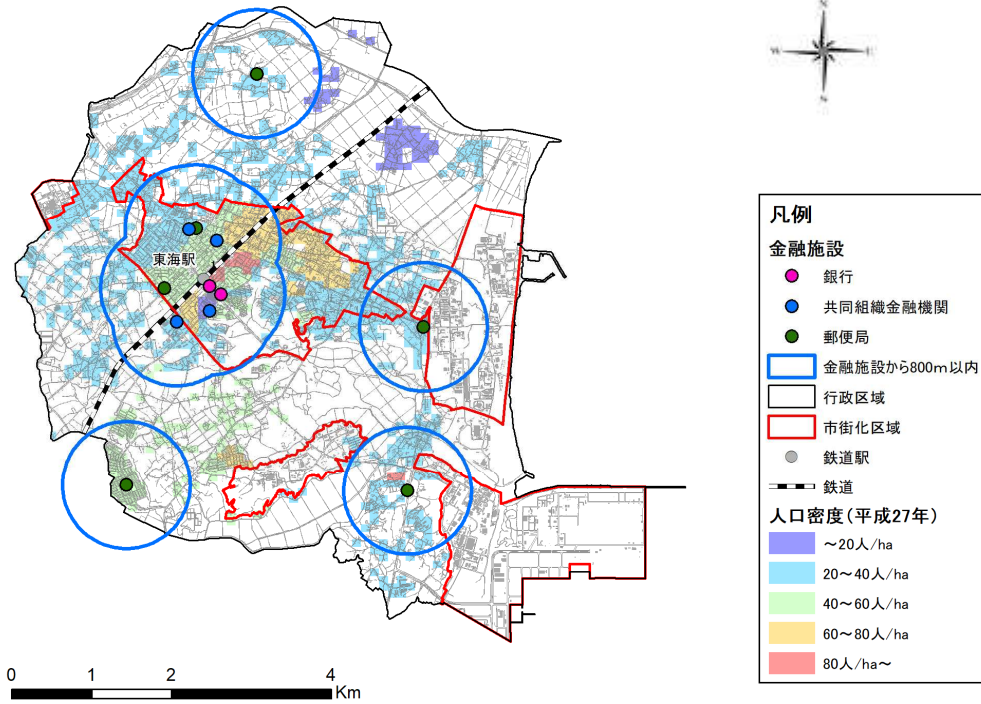 東海駅
0 1 2 4
Km
N
W E
S
凡例
金融施設
銀行
共同組織金融機関
郵便局
金融施設から800m以内
行政区域
市街化区域
鉄道駅
鉄道
人口密度(平成27年)
～20人/ha
20～40人/ha
40～60人/ha
60～80人/ha
80人/ha～